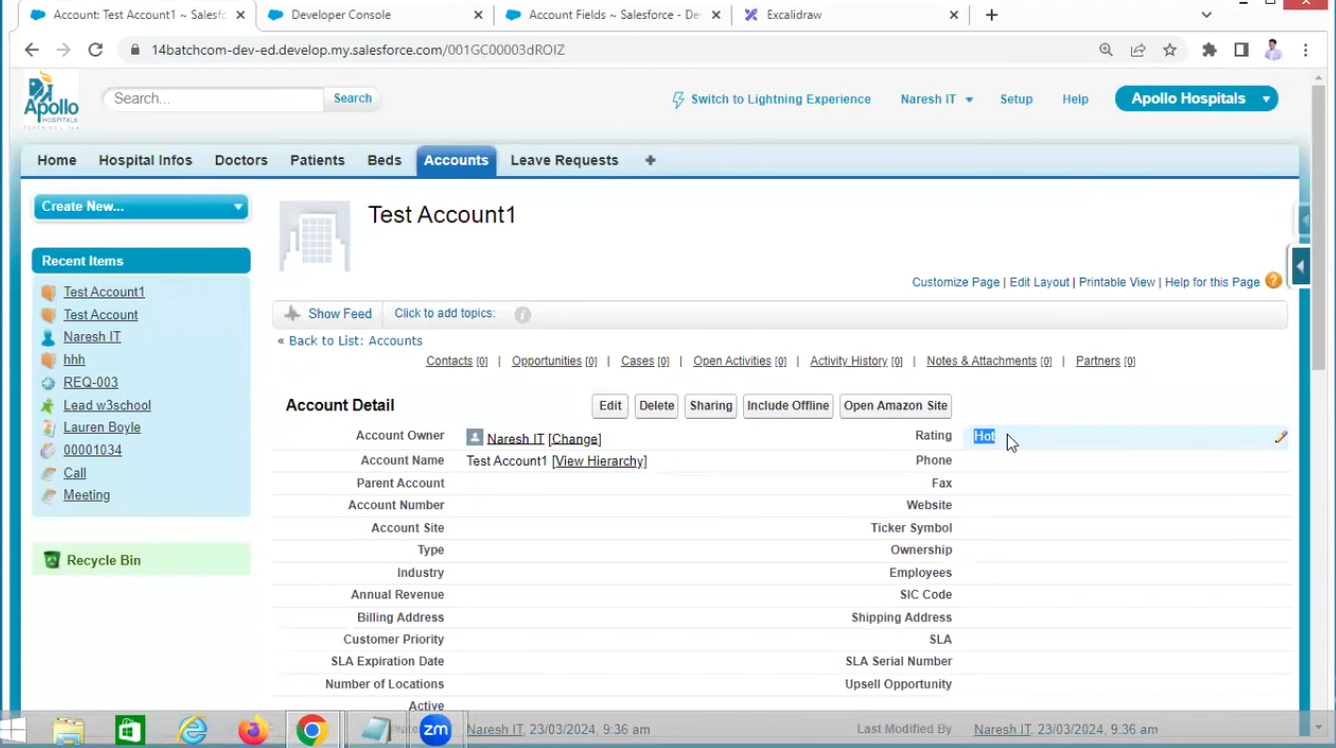 Account: Test Account1 ~ Salesf
Developer Console
Account Fields ~ Salesforce - De
Excalidraw
14batchcom-dev-ed.develop.my.salesforce.com/001GC00003dROIZ
Apollo
HOSPITALS
Search...
Search
Switch to Lightning Experience
Naresh IT
Setup
Help
Apollo Hospitals
Home Hospital Infos Doctors Patients Beds Accounts Leave Requests
Create New...
Recent Items
Test Account1
Test Account
Naresh IT
hhh
REQ-003
Lead w3school
Lauren Boyle
00001034
Call
Meeting
Recycle Bin
Test Account1
Customize Page | Edit Layout | Printable View | Help for this Page
Show Feed
Click to add topics:
« Back to List: Accounts
Contacts [0] | Opportunities [0] | Cases [0] | Open Activities [0] | Activity History [0] | Notes & Attachments [0] | Partners [0]
Account Detail
Edit Delete Sharing Include Offline Open Amazon Site
Account Owner Naresh IT [Change] Rating Hot
Account Name Test Account1 [View Hierarchy] Phone
Parent Account Fax
Account Number Website
Account Site Ticker Symbol
Type Ownership
Industry Employees
Annual Revenue SIC Code
Billing Address Shipping Address
Customer Priority SLA
SLA Expiration Date SLA Serial Number
Number of Locations Upsell Opportunity
Active
Naresh IT, 23/03/2024, 9:36 am Last Modified By Naresh IT, 23/03/2024, 9:36 am
zm